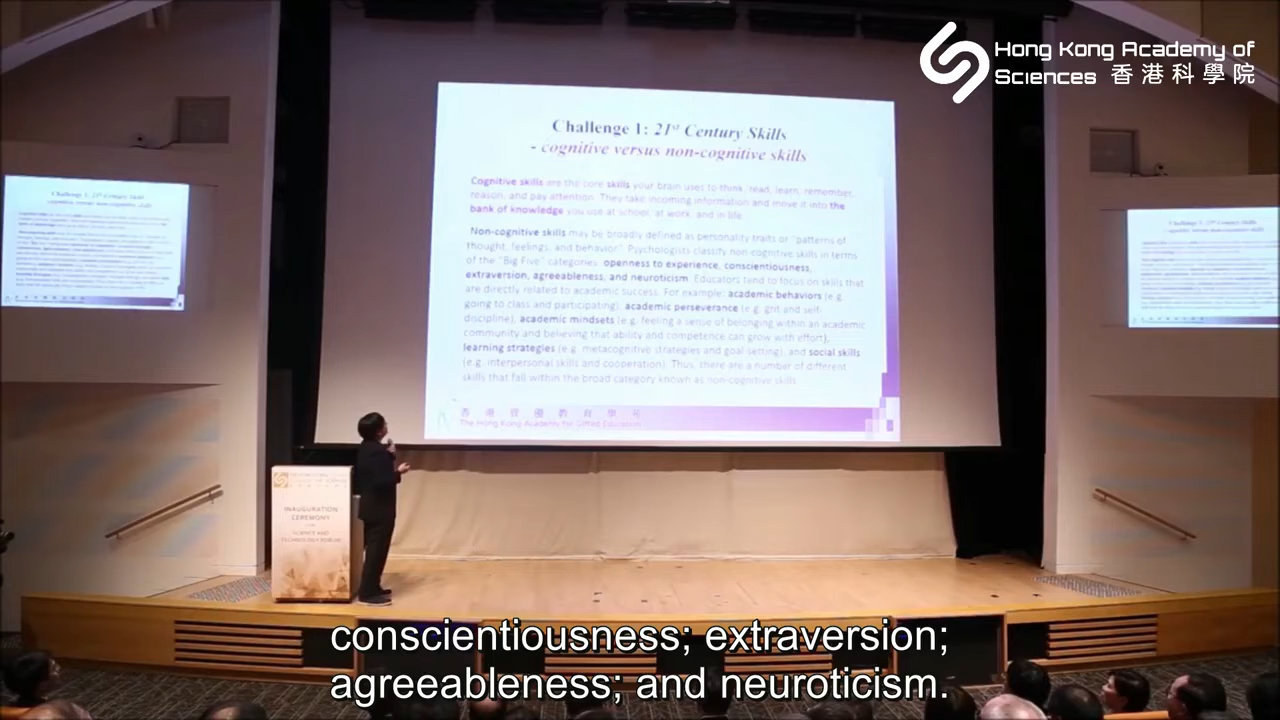 Hong Kong Academy of
Sciences 香港科學院
Challenge 1: 21st Century Skills
- cognitive versus non-cognitive skills
Cognitive skills are the core skills your brain uses to think, read, learn, remember,
reason, and pay attention. They take incoming information and move it into the
bank of knowledge you use at school, at work, and in life.
Non-cognitive skills may be broadly defined as personality traits or "patterns of
thought, feelings, and behavior". Psychologists classify non-cognitive skills in terms
of the "Big Five" categories: openness to experience, conscientiousness,
extraversion, agreeableness, and neuroticism. Educators tend to focus on skills that
are directly related to academic success. For example: academic behaviors (e.g.
going to class and participating), academic perseverance (e.g. grit and self-
discipline), academic mindsets (e.g. feeling a sense of belonging within an academic
community and believing that ability and competence can grow with effort),
learning strategies (e.g. metacognitive strategies and goal setting), and social skills
(e.g. interpersonal skills and cooperation). Thus, there are a number of different
skills that fall within the broad category known as non-cognitive skills
香港資優教育學苑
The Hong Kong Academy for Gifted Education
INAUGURATION
CEREMONY
SCIENCE AND
TECHNOLOGY FORUM
conscientiousness; extraversion;
agreeableness; and neuroticism.